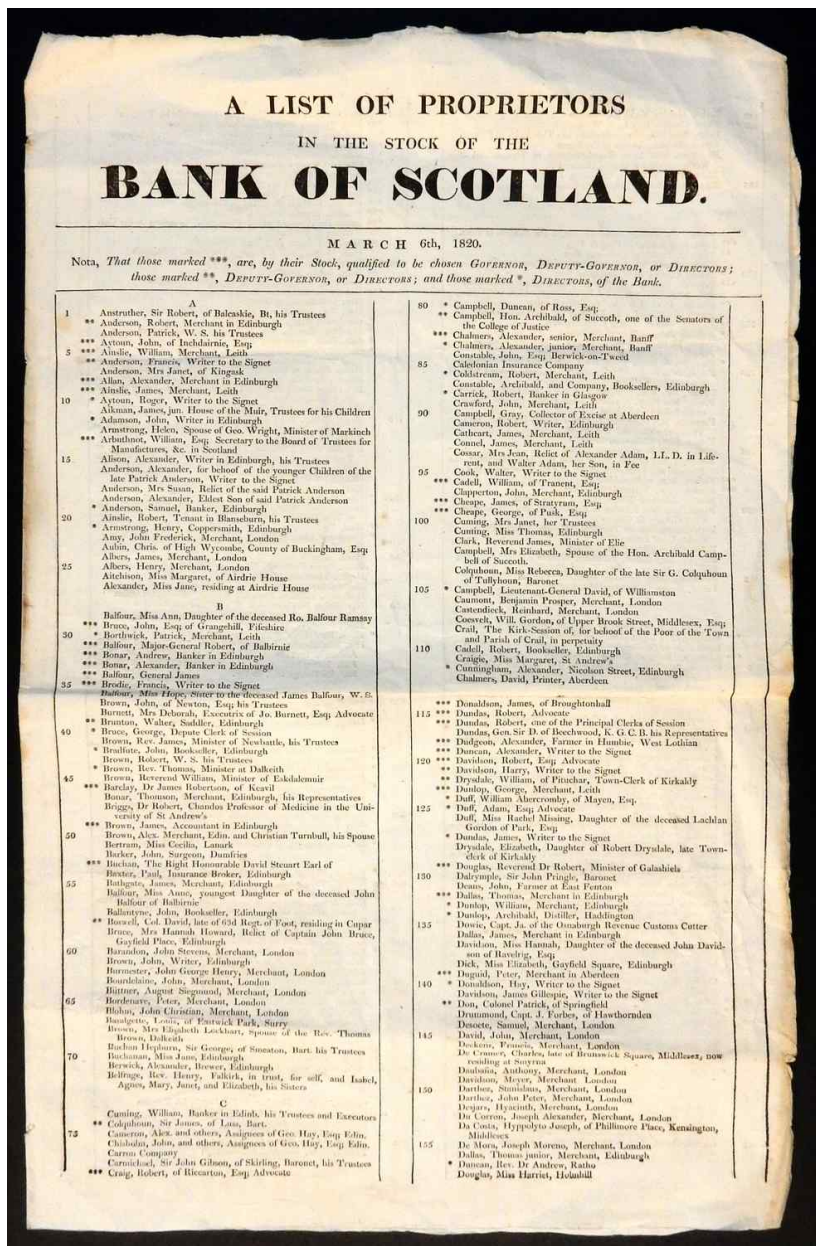 A LIST OF PROPRIETORS
IN THE STOCK OF THE
BANK OF SCOTLAND.
MARCH 6th, 1820.
Nota, That those marked ***, are, by their Stock, qualified to be chosen GOVERNOR, DEPUTY-GOVERNOR, or DIRECTORS;
those marked **, DEPUTY-GOVERNOR, or DIRECTORS; and those marked *, DIRECTORS, of the Bank.
A
1 Anstruther, Sir Robert, of Balcaskie, Bt, his Trustees
** Anderson, Robert, Merchant in Edinburgh
Anderson, Patrick, W. S. his Trustees
*** Aytoun, John, of Inchdairnie, Esq;
5 *** Ainslie, William, Merchant, Leith
** Anderson, Francis, Writer to the Signet
Anderson, Mrs Janet, of Kingask
*** Allan, Alexander, Merchant in Edinburgh
*** Ainslie, James, Merchant, Leith
10 * Aytoun, Roger, Writer to the Signet
Aikman, James, jun. House of the Muir, Trustees for his Children
* Adamson, John, Writer in Edinburgh
Armstrong, Helen, Spouse of Geo. Wright, Minister of Markinch
*** Arbuthnot, William, Esq; Secretary to the Board of Trustees for
Manufactures, &c. in Scotland
15 Alison, Alexander, Writer in Edinburgh, his Trustees
Anderson, Alexander, for behoof of the younger Children of the
late Patrick Anderson, Writer to the Signet
Anderson, Mrs Susan, Relict of the said Patrick Anderson
Anderson, Alexander, Eldest Son of said Patrick Anderson
* Anderson, Samuel, Banker, Edinburgh
20 Ainslie, Robert, Tenant in Blanseburn, his Trustees
* Armstrong, Henry, Coppersmith, Edinburgh
Amy, John Frederick, Merchant, London
Aubin, Chris. of High Wycombe, County of Buckingham, Esq;
Albers, James, Merchant, London
25 Albers, Henry, Merchant, London
Aitchison, Miss Margaret, of Airdrie House
Alexander, Miss Jane, residing at Airdrie House
B
Balfour, Miss Ann, Daughter of the deceased Ro. Balfour Ramsay
*** Bruce, John, Esq; of Grangehill, Fifeshire
30 * Borthwick, Patrick, Merchant, Leith
*** Balfour, Major-General Robert, of Balbirnie
*** Bonar, Andrew, Banker in Edinburgh
*** Bonar, Alexander, Banker in Edinburgh
*** Balfour, General James
35 *** Brodie, Francis, Writer to the Signet
Balfour, Miss Hope, Sister to the deceased James Balfour, W. S.
Brown, John, of Newton, Esq; his Trustees
Burnett, Mrs Deborah, Executrix of Jo. Burnett, Esq; Advocate
** Brunton, Walter, Saddler, Edinburgh
40 * Bruce, George, Depute Clerk of Session
Brown, Rev. James, Minister of Newbattle, his Trustees
* Bradfute, John, Bookseller, Edinburgh
Brown, Robert, W. S. his Trustees
* Brown, Rev. Thomas, Minister at Dalkeith
45 Brown, Reverend William, Minister of Eskdalemuir
*** Barclay, Dr James Robertson, of Keavil
Bonar, Thomson, Merchant, Edinburgh, his Representatives
Briggs, Dr Robert, Chandos Professor of Medicine in the Uni-
versity of St Andrew's
*** Brown, James, Accountant in Edinburgh
50 Brown, Alex. Merchant, Edin. and Christian Turnbull, his Spouse
Bertram, Miss Cecilia, Lanark
Barker, John, Surgeon, Dumfries
*** Buchan, The Right Honourable David Steuart Earl of
Baxter, Paul, Insurance Broker, Edinburgh
55 Bathgate, James, Merchant, Edinburgh
Balfour, Miss Anne, youngest Daughter of the deceased John
Balfour of Balbirnie
Ballentyne, John, Bookseller, Edinburgh
** Boswell, Col. David, late of 63d Regt. of Foot, residing in Cupar
Bruce, Mrs Hannah Howard, Relict of Captain John Bruce,
Gayfield Place, Edinburgh
60 Barandon, John Stevens, Merchant, London
Brown, John, Writer, Edinburgh
Burmester, John George Henry, Merchant, London
Bourdelaine, John, Merchant, London
Büttner, August Siegmund, Merchant, London
65 Bordenave, Peter, Merchant, London
Blohm, John Christian, Merchant, London
Bazalgette, Louis, of Eastwick Park, Surry
Brown, Mrs Elizabeth Lockhart, Spouse of the Rev. Thomas
Brown, Dalkeith
Buchan Hepburn, Sir George, of Smeaton, Bart. his Trustees
70 Buchanan, Miss Jane, Edinburgh
Berwick, Alexander, Brewer, Edinburgh
Belfrage, Rev. Henry, Falkirk, in trust, for self, and Isabel,
Agnes, Mary, Janet, and Elizabeth, his Sisters
C
Cuming, William, Banker in Edinb. his Trustees and Executors
** Colquhoun, Sir James, of Luss, Bart.
75 Cameron, Alex. and others, Assignees of Geo. Hay, Esq; Edin.
Chisholm, John, and others, Assignees of Geo. Hay, Esq; Edin.
Carron Company
Carmichael, Sir John Gibson, of Skirling, Baronet, his Trustees
*** Craig, Robert, of Riccarton, Esq; Advocate
80 * Campbell, Duncan, of Ross, Esq;
** Campbell, Hon. Archibald, of Succoth, one of the Senators of
the College of Justice
*** Chalmers, Alexander, senior, Merchant, Banff
* Chalmers, Alexander, junior, Merchant, Banff
Constable, John, Esq; Berwick-on-Tweed
85 Caledonian Insurance Company
* Coldstream, Robert, Merchant, Leith
Constable, Archibald, and Company, Booksellers, Edinburgh
* Carrick, Robert, Banker in Glasgow
Crawford, John, Merchant, Leith
90 Campbell, Gray, Collector of Excise at Aberdeen
Cameron, Robert, Writer, Edinburgh
Cathcart, James, Merchant, Leith
Connel, James, Merchant, Leith
Cossar, Mrs Jean, Relict of Alexander Adam, LL. D. in Life-
rent, and Walter Adam, her Son, in Fee
95 Cook, Walter, Writer to the Signet
*** Cadell, William, of Tranent, Esq;
Clapperton, John, Merchant, Edinburgh
*** Cheape, James, of Stratyrum, Esq;
*** Cheape, George, of Pusk, Esq;
100 Cuming, Mrs Janet, her Trustees
Cuming, Miss Thomas, Edinburgh
Clark, Reverend James, Minister of Elie
Campbell, Mrs Elizabeth, Spouse of the Hon. Archibald Camp-
bell of Succoth.
Colquhoun, Miss Rebecca, Daughter of the late Sir G. Colquhoun
of Tullyhoun, Baronet
105 * Campbell, Lieutenant-General David, of Williamston
Caumont, Benjamin Prosper, Merchant, London
Castendieck, Reinhard, Merchant, London
Coesvelt, Will. Gordon, of Upper Brook Street, Middlesex, Esq;
Crail, The Kirk-Session of, for behoof of the Poor of the Town
and Parish of Crail, in perpetuity
110 Cadell, Robert, Bookseller, Edinburgh
Craigie, Miss Margaret, St Andrew's
* Cunningham, Alexander, Nicolson Street, Edinburgh
Chalmers, David, Printer, Aberdeen
*** Donaldson, James, of Broughtonhall
115 *** Dundas, Robert, Advocate
*** Dundas, Robert, one of the Principal Clerks of Session
Dundas, Gen. Sir D. of Beechwood, K. G. C. B. his Representatives
*** Dudgeon, Alexander, Farmer in Humbie, West Lothian
*** Duncan, Alexander, Writer to the Signet
120 *** Davidson, Robert, Esq; Advocate
** Davidson, Harry, Writer to the Signet
** Drysdale, William, of Pituchar, Town-Clerk of Kirkaldy
*** Dunlop, George, Merchant, Leith
* Duff, William Abercromby, of Mayen, Esq.
125 * Duff, Adam, Esq; Advocate
Duff, Miss Rachel Missing, Daughter of the deceased Lachlan
Gordon of Park, Esq;
* Dundas, James, Writer to the Signet
Drysdale, Elizabeth, Daughter of Robert Drysdale, late Town-
clerk of Kirkaldy
*** Douglas, Reverend Dr Robert, Minister of Galashiels
130 Dalrymple, Sir John Pringle, Baronet
Deans, John, Farmer at East Fenton
*** Dallas, Thomas, Merchant in Edinburgh
* Dunlop, William, Merchant, Edinburgh
* Dunlop, Archibald, Distiller, Haddington
135 Dowie, Capt. Ja. of the Osnaburgh Revenue Customs Cutter
Dallas, James, Merchant in Edinburgh
Davidson, Miss Hannah, Daughter of the deceased John David-
son of Ravelrig, Esq;
Dick, Miss Elizabeth, Gayfield Square, Edinburgh
*** Duguid, Peter, Merchant in Aberdeen
140 * Donaldson, Hay, Writer to the Signet
Davidson, James Gillespie, Writer to the Signet
** Don, Colonel Patrick, of Springfield
Drummond, Capt. J. Forbes, of Hawthornden
Desoete, Samuel, Merchant, London
145 David, John, Merchant, London
Deckens, Francis, Merchant, London
De Cramer, Charles, late of Brunswick Square, Middlesex, now
residing at Smyrna
Daubuĩa, Anthony, Merchant, London
Davidson, Meyer, Merchant London
150 Darthez, Stanislaus, Merchant, London
Darthez, John Peter, Merchant, London
Desjars, Hyacinth, Merchant, London
Du Corron, Joseph Alexander, Merchant, London
Da Costa, Hyppolyto Joseph, of Phillimore Place, Kensington,
Middlesex
155 De Mora, Joseph Moreno, Merchant, London
Dallas, Thomas junior, Merchant, Edinburgh
* Duncan, Rev. Dr Andrew, Ratho
Douglas, Miss Harriet, Holmhill